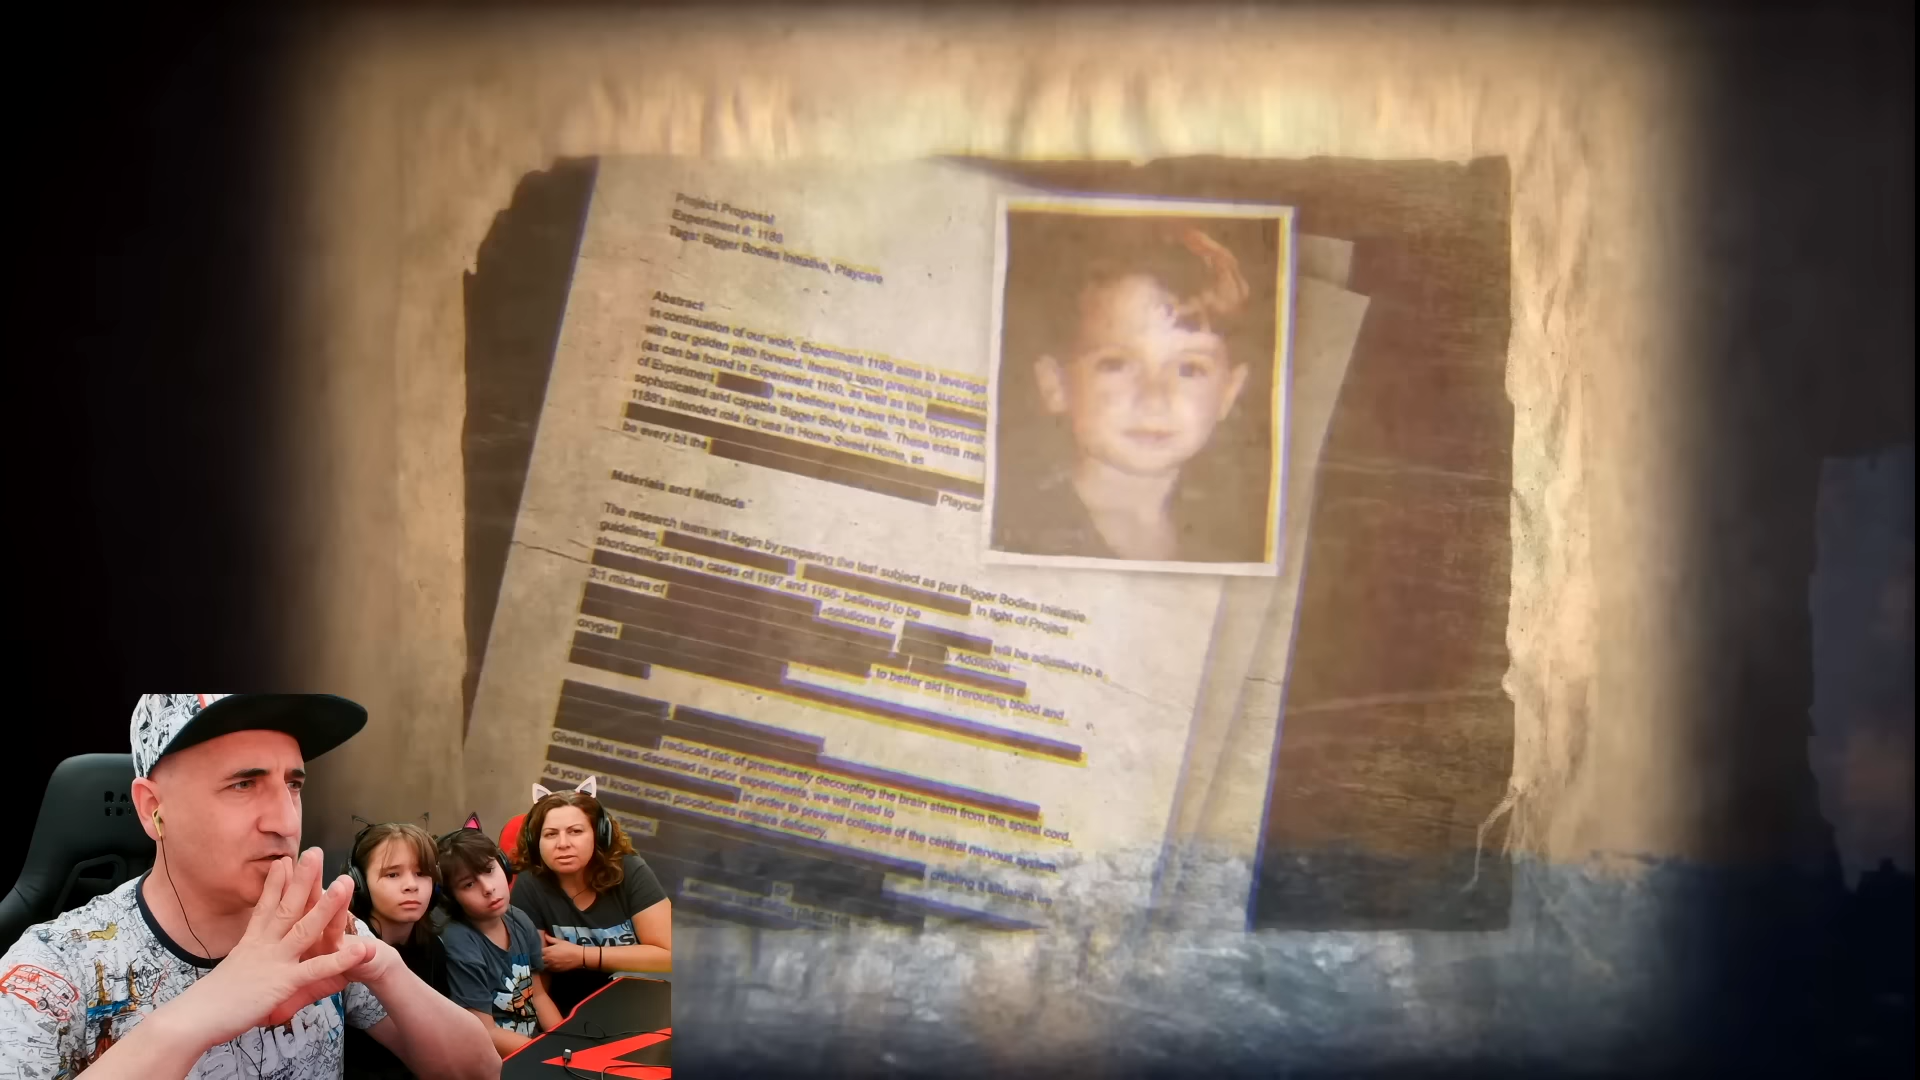 Project Proposal
Experiment #: 1188
Tags: Bigger Bodies Initiative, Playcare
Abstract
In continuation of our work, Experiment 1188 aims to leverage
with our golden path forward. Iterating upon previous
(as can be found in Experiment 1180, as well as the
of Experiment we believe we have the the
sophisticated and capable Bigger Body to date. These extra
1188's intended role for use in Home Sweet Home, as
be every bit the
Materials and Methods
The research team will begin by preparing the test subject as per Bigger Bodies Initiative
guidelines, In light of Project
shortcomings in the cases of 1187 and 1186- believed to be
3:1 mixture of solutions for will be adjusted to a
Additional
oxygen to better aid in rerouting blood and
reduced risk of prematurely decoupling the brain stem from the spinal cord.
Given what was discerned in prior experiments, we will need to
in order to prevent collapse of the central nervous system.
As you well know, such procedures require delicacy.
creating a situation we